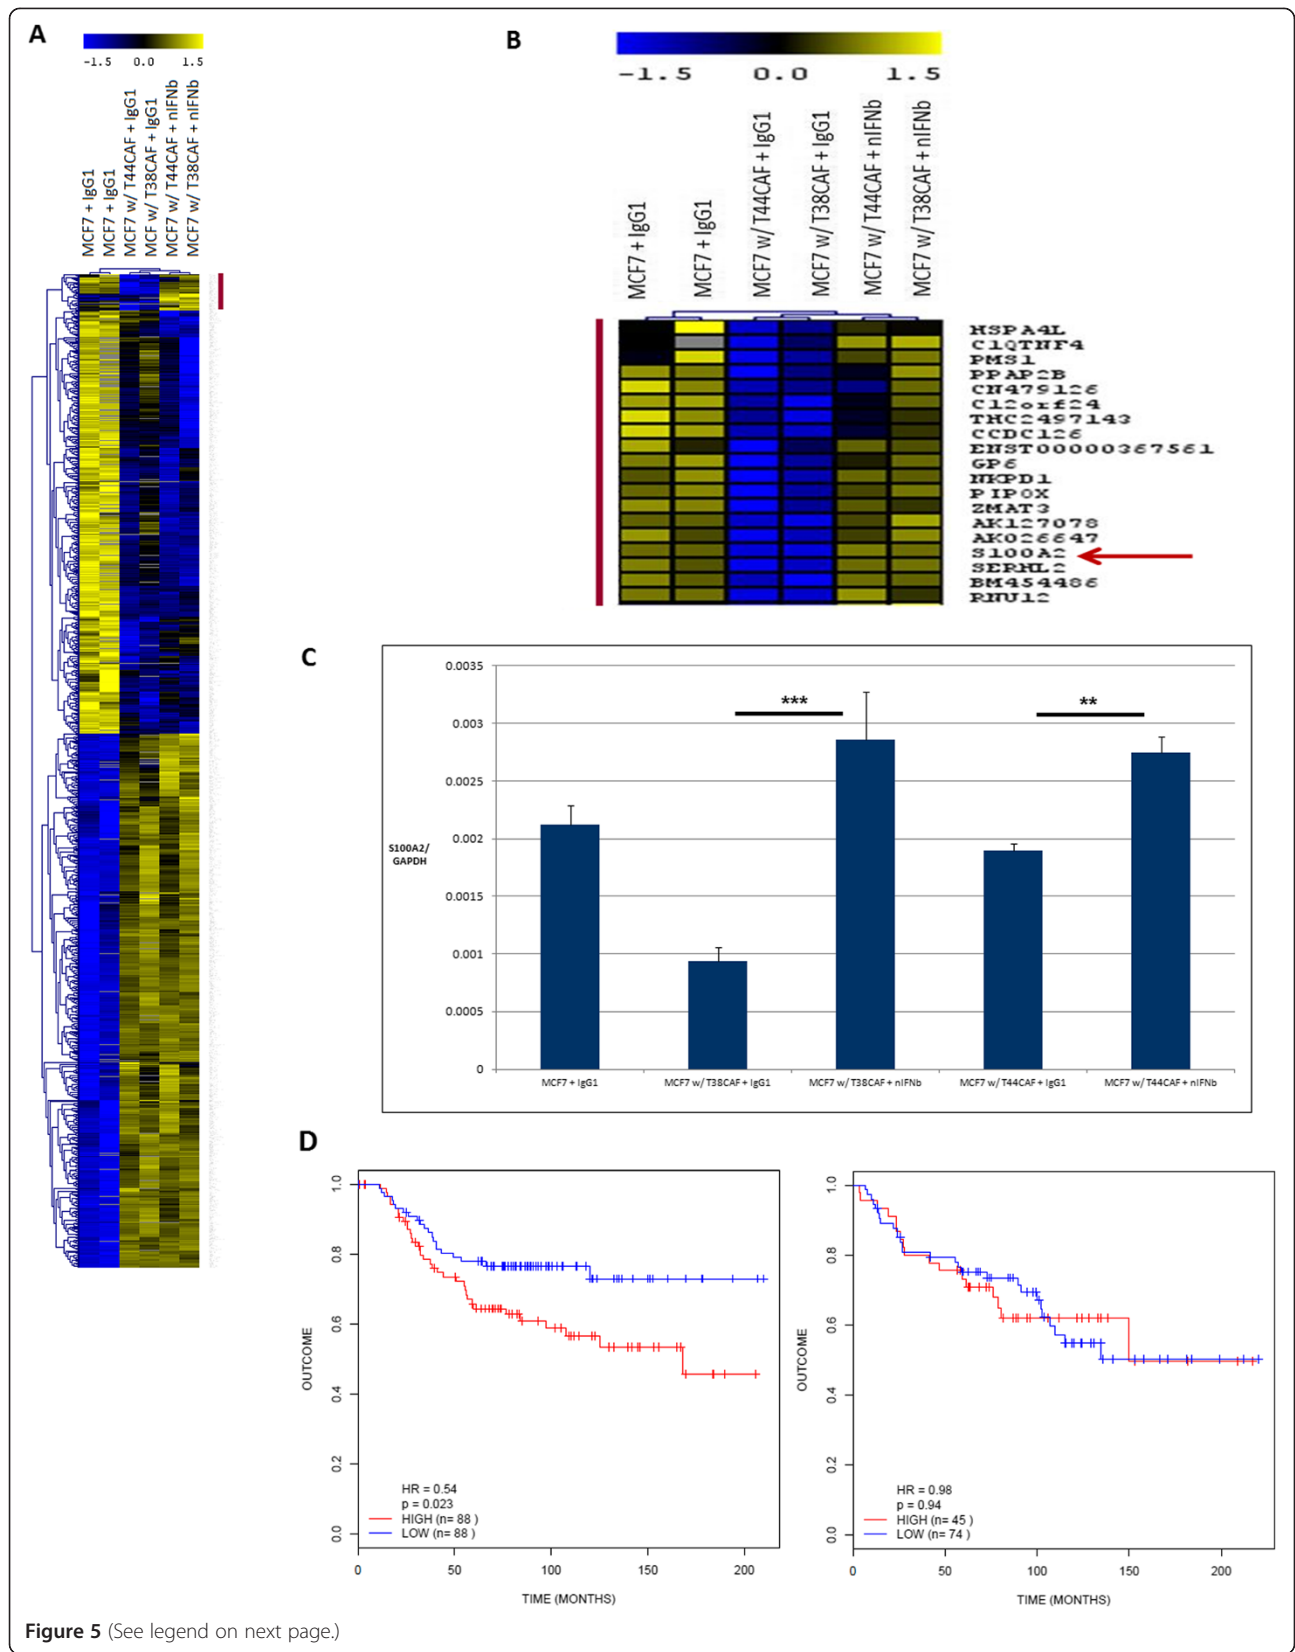 A
-1.5 0.0 1.5
MCF7 + IgG1
MCF7 + IgG1
MCF7 w/ T44CAF + IgG1
MCF w/ T38CAF + IgG1
MCF7 w/ T44CAF + nIFNb
MCF7 w/ T38CAF + nIFNb
B
-1.5 0.0 1.5
MCF7 + IgG1
MCF7 + IgG1
MCF7 w/ T44CAF + IgG1
MCF7 w/ T38CAF + IgG1
MCF7 w/ T44CAF + nIFNb
MCF7 w/ T38CAF + nIFNb
HSPA4L
C1QTNF4
PMS1
PPAP2B
CN479126
C12orf24
THC2497143
CCDC126
ENST00000367561
GP6
NKPD1
PIPOX
ZMAT3
AK127078
AK026647
S100A2
SERHL2
BM454486
RNU12
C
0.0035
0.003
0.0025
0.002
0.0015
0.001
0.0005
0
S100A2/
GAPDH
***
**
MCF7 + IgG1
MCF7 w/ T38CAF + IgG1
MCF7 w/ T38CAF + nIFNb
MCF7 w/ T44CAF + IgG1
MCF7 w/ T44CAF + nIFNb
D
OUTCOME
1.0
0.8
0.6
0.4
0.2
0.0
HR = 0.54
p = 0.023
HIGH (n= 88 )
LOW (n= 88 )
0 50 100 150 200
TIME (MONTHS)
OUTCOME
1.0
0.8
0.6
0.4
0.2
0.0
HR = 0.98
p = 0.94
HIGH (n= 45 )
LOW (n= 74 )
0 50 100 150 200
TIME (MONTHS)
Figure 5 (See legend on next page.)